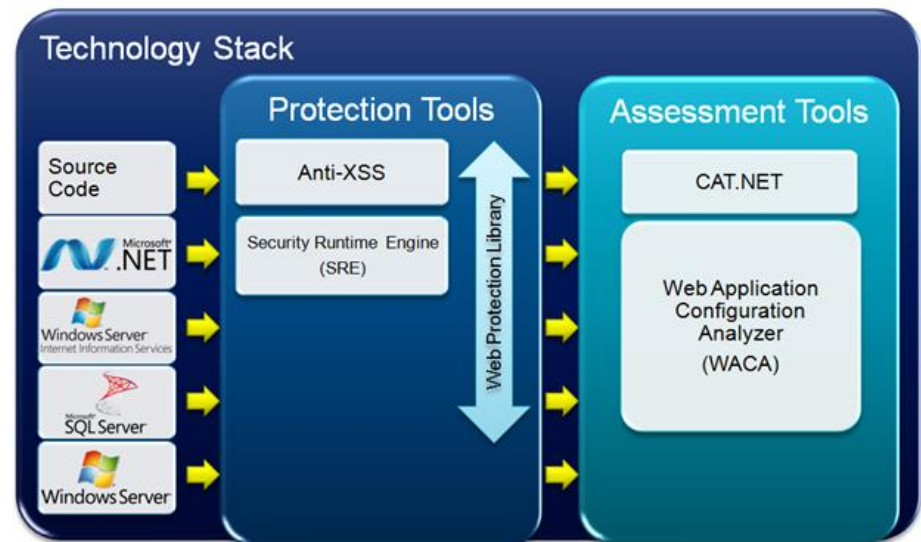 Technology Stack
Protection Tools
Assessment Tools
Source
Code
Anti-XSS
CAT.NET
Microsoft
.NET
Security Runtime Engine
(SRE)
Web Protection Library
Web Application
Configuration
Analyzer
(WACA)
Windows Server
Internet Information Services
Microsoft
SQL Server
Windows Server